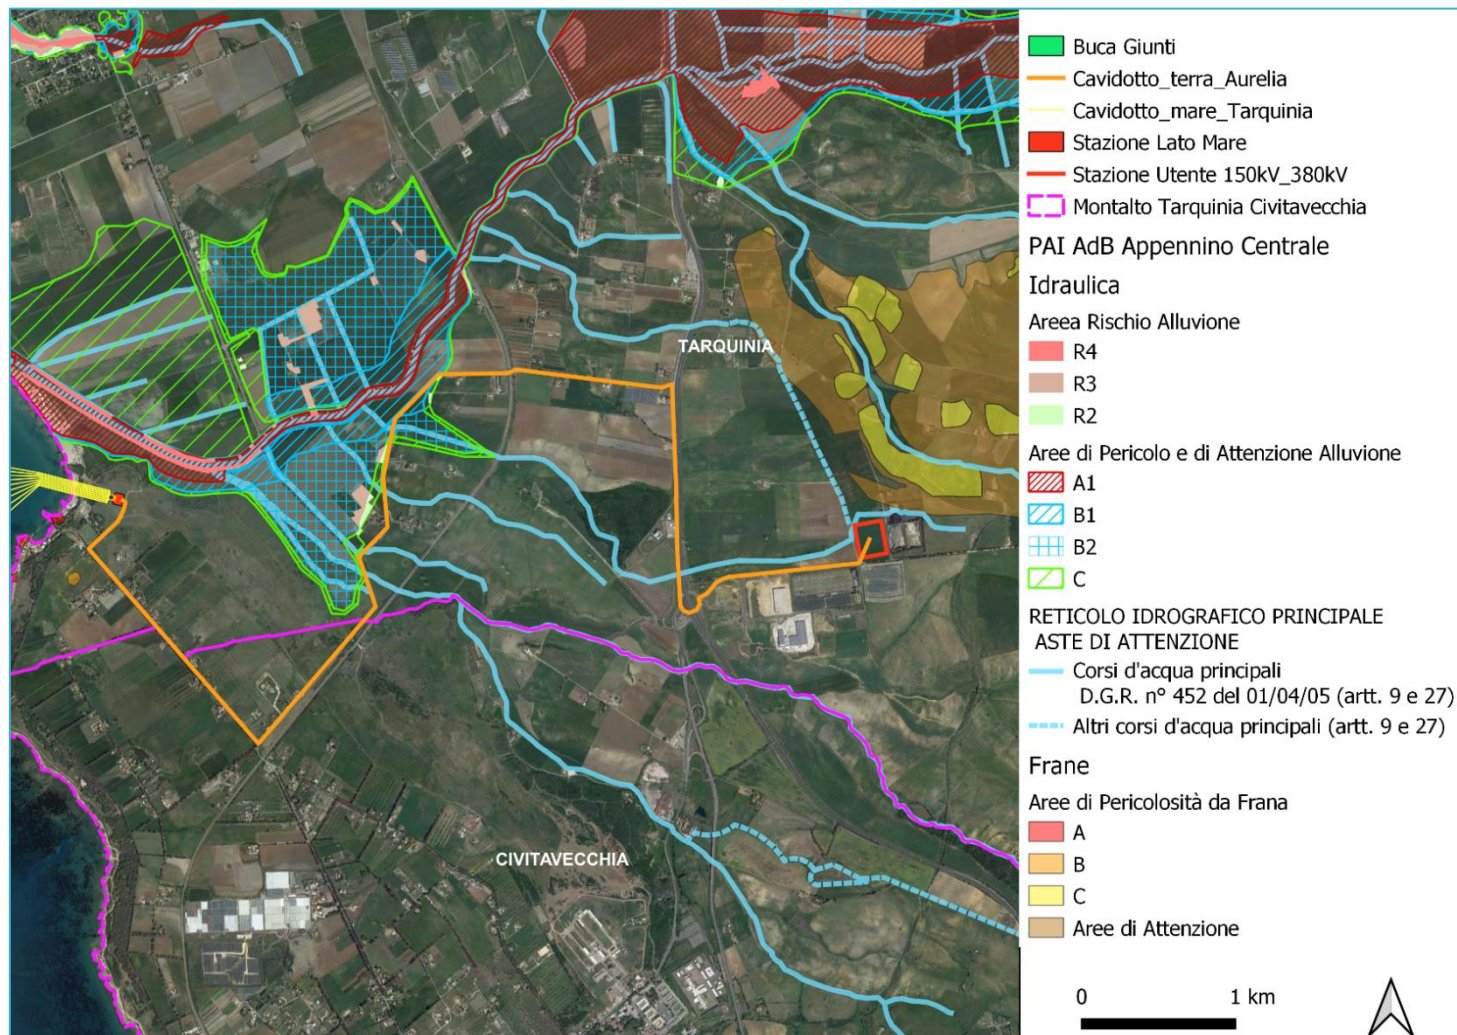 TARQUINIA
CIVITAVECCHIA
Buca Giunti
Cavidotto_terra_Aurelia
Cavidotto_mare_Tarquinia
Stazione Lato Mare
Stazione Utente 150kV_380kV
Montalto Tarquinia Civitavecchia
PAI AdB Appennino Centrale
Idraulica
Areea Rischio Alluvione
R4
R3
R2
Aree di Pericolo e di Attenzione Alluvione
A1
B1
B2
C
RETICOLO IDROGRAFICO PRINCIPALE
ASTE DI ATTENZIONE
Corsi d'acqua principali
D.G.R. n° 452 del 01/04/05 (artt. 9 e 27)
Altri corsi d'acqua principali (artt. 9 e 27)
Frane
Aree di Pericolosità da Frana
A
B
C
Aree di Attenzione
0 1 km